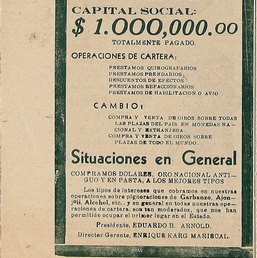 CAPITAL SOCIAL:
$ 1.000,000.00
TOTALMENTE PAGADO.
OPERACIONES DE CARTERA:
PRESTAMOS QUIROGRAFARIOS
PRESTAMOS PRENDARIOS
DESCUENTOS DE EFECTOS
PRESTAMOS REFACCIONARIOS
PRESTAMOS DE HABILITACION O AVIO
CAMBIO:
COMPRA Y VENTA DE GIROS SOBRE TODAS
LAS PLAZAS DEL PAIS EN MONEDAS NA-
CIONAL Y EXTRANJERA
COMPRA Y VENTA DE GIROS SOBRE
PLAZAS DE TODO EL MUNDO
Situaciones en General
COMPRAMOS DOLARES, ORO NACIONAL ANTI-
GUO Y EN PASTA, A LOS MEJORES TIPOS
Los tipos de intereses que cobramos en nuestras
operaciones sobre pignoraciones de Garbanzo, Ajon-
jolí, Alcohol, etc., y en general en todas nuestras opera-
ciones de cartera, son tan moderados, que nos han
permitido ocupar el primer lugar en el Estado.
Presidente, EDUARDO B. ARNOLD.
Director Gerente, ENRIQUE KARG MARISCAL.